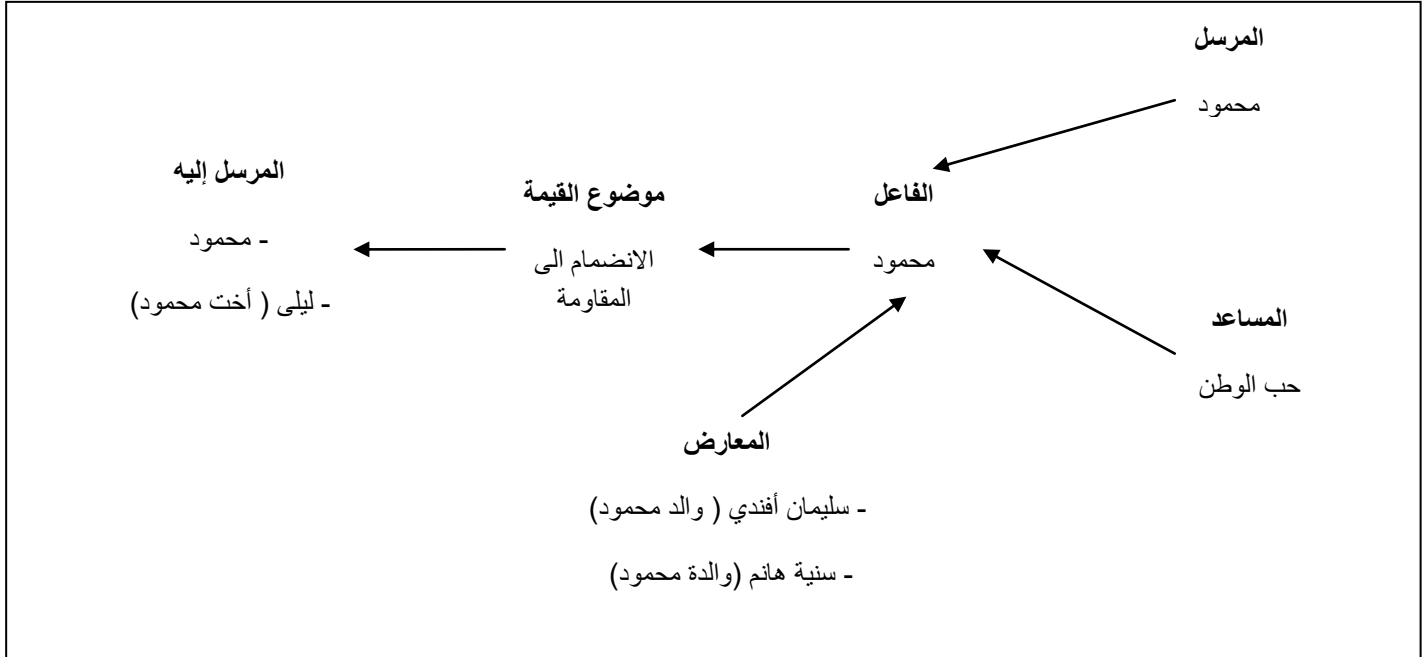 المرسل
محمود
المرسل إليه
- محمود
- ليلى ( أخت محمود)
موضوع القيمة
الانضمام الى
المقاومة
الفاعل
محمود
المساعد
حب الوطن
المعارض
- سليمان أفندي ( والد محمود)
- سنية هانم (والدة محمود)